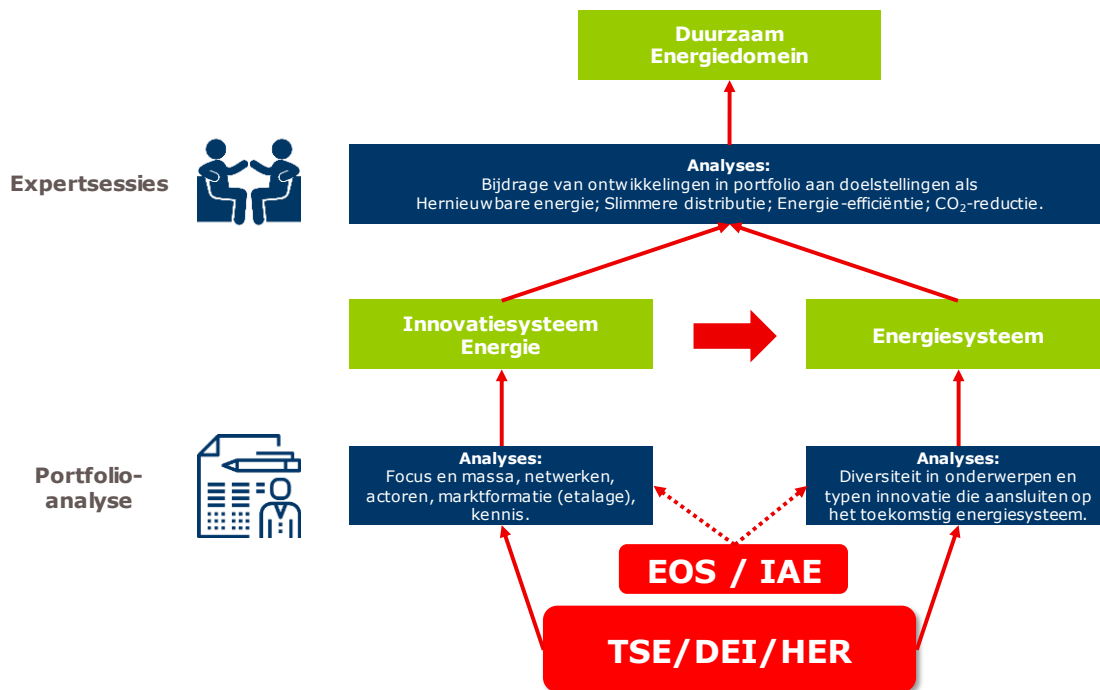 Duurzaam
Energiedomein
Expertsessies
Analyses:
Bijdrage van ontwikkelingen in portfolio aan doelstellingen als
Hernieuwbare energie; Slimmere distributie; Energie-efficiëntie; CO₂-reductie.
Innovatiesysteem
Energie
Energiesysteem
Portfolio-
analyse
Analyses:
Focus en massa, netwerken,
actoren, marktformatie (etalage),
kennis.
Analyses:
Diversiteit in onderwerpen en
typen innovatie die aansluiten op
het toekomstig energiesysteem.
EOS / IAE
TSE/DEI/HER